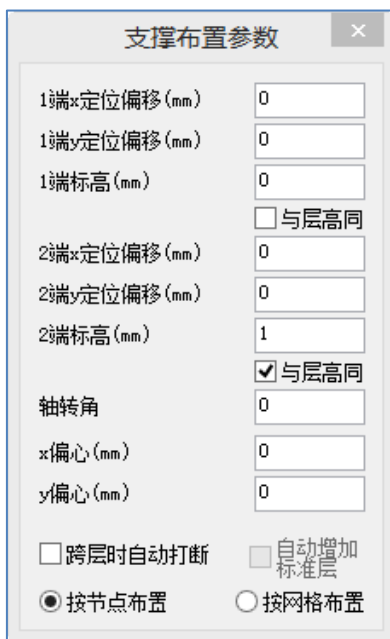 支撑布置参数
1端x定位偏移(mm) 0
1端y定位偏移(mm) 0
1端标高(mm) 0
与层高同
2端x定位偏移(mm) 0
2端y定位偏移(mm) 0
2端标高(mm) 1
与层高同
轴转角 0
x偏心(mm) 0
y偏心(mm) 0
跨层时自动打断 自动增加
标准层
按节点布置 按网格布置